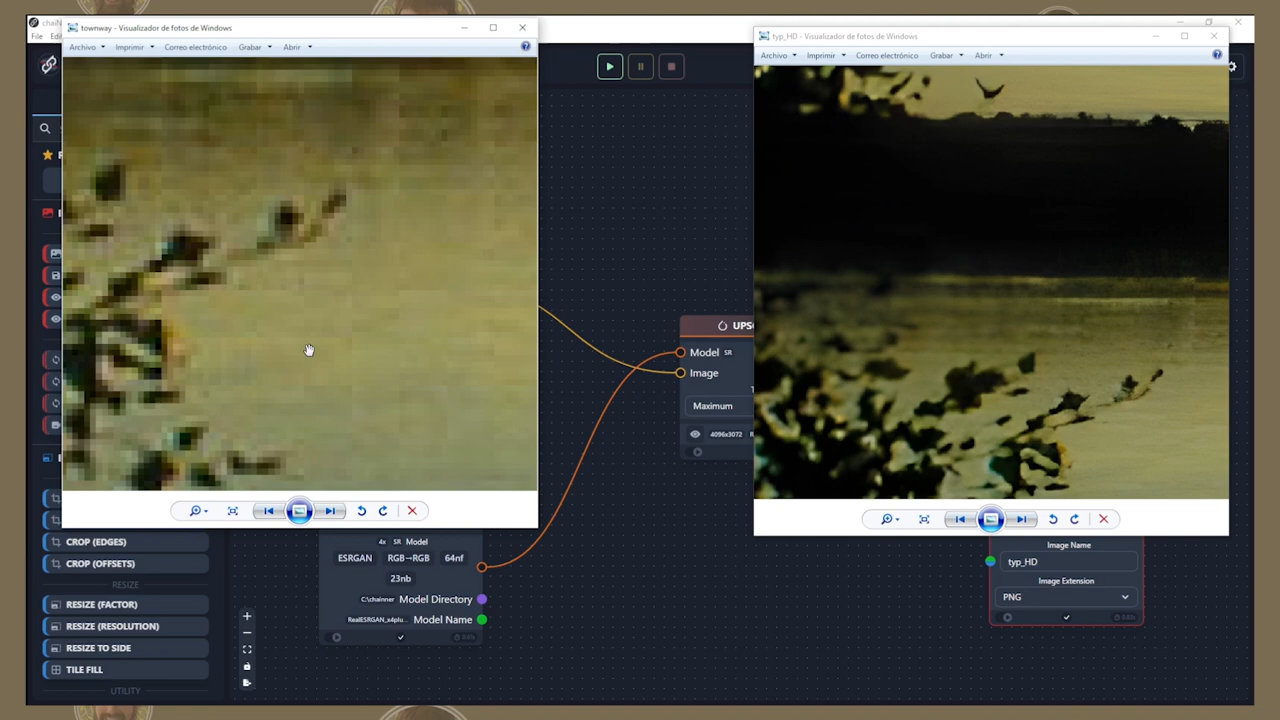 townway - Visualizador de fotos de Windows
Archivo Imprimir Correo electrónico Grabar Abrir
typ_HD - Visualizador de fotos de Windows
Archivo Imprimir Correo electrónico Grabar Abrir
File
Model SR
Image
Maximum
4096x3072
CROP (EDGES)
CROP (OFFSETS)
RESIZE
RESIZE (FACTOR)
RESIZE (RESOLUTION)
RESIZE TO SIDE
TILE FILL
UTILITY
4x SR Model
ESRGAN RGB→RGB 64nf
23nb
C:\chainner Model Directory
RealESRGAN_x4plu... Model Name
Image Name
typ_HD
Image Extension
PNG